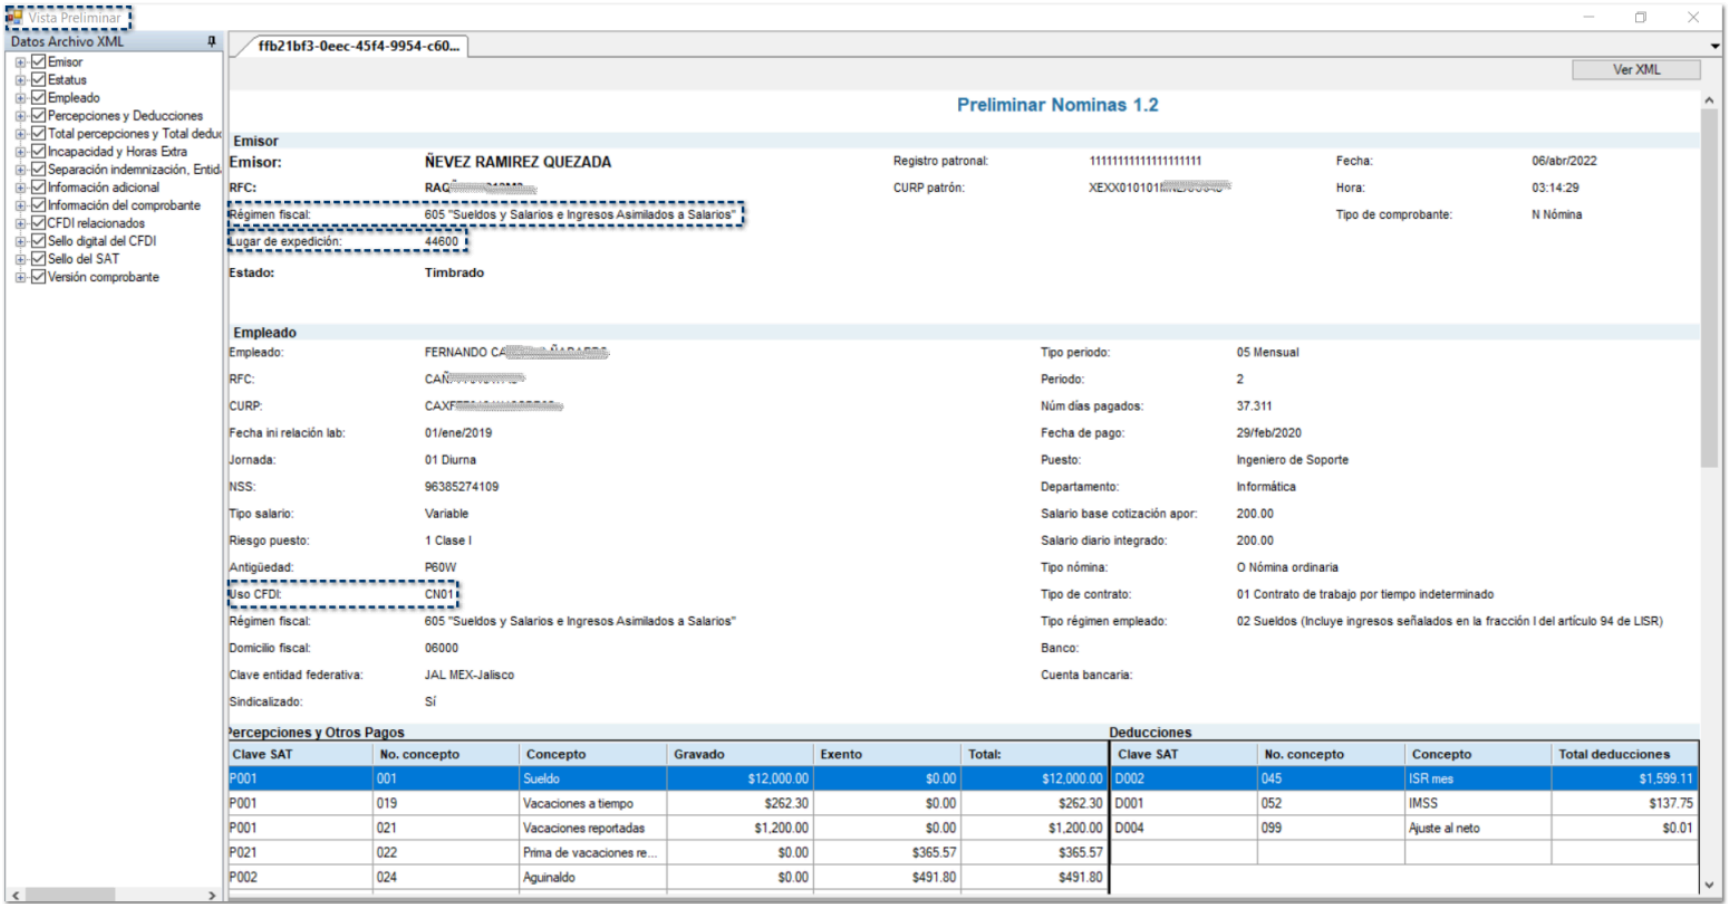 Vista Preliminar
Datos Archivo XML
Emisor
Estatus
Empleado
Percepciones y Deducciones
Total percepciones y Total deduc
Incapacidad y Horas Extra
Separación indemnización, Entida
Información adicional
Información del comprobante
CFDI relacionados
Sello digital del CFDI
Sello del SAT
Versión comprobante
ffb21bf3-0eec-45f4-9954-c60...
Ver XML
Preliminar Nominas 1.2
Emisor
Emisor: ÑEVEZ RAMIREZ QUEZADA Registro patronal: 11111111111111111111 Fecha: 06/abr/2022
RFC: CURP patrón: Hora: 03:14:29
Régimen fiscal: 605 "Sueldos y Salarios e Ingresos Asimilados a Salarios" Tipo de comprobante: N Nómina
Lugar de expedición: 44600
Estado: Timbrado
Empleado
Empleado: FERNANDO Tipo periodo: 05 Mensual
RFC: Periodo: 2
CURP: Núm días pagados: 37.311
Fecha ini relación lab: 01/ene/2019 Fecha de pago: 29/feb/2020
Jornada: 01 Diurna Puesto: Ingeniero de Soporte
NSS: 96385274109 Departamento: Informática
Tipo salario: Variable Salario base cotización apor: 200.00
Riesgo puesto: 1 Clase I Salario diario integrado: 200.00
Antigüedad: P60W Tipo nómina: O Nómina ordinaria
Uso CFDI: CN01 Tipo de contrato: 01 Contrato de trabajo por tiempo indeterminado
Régimen fiscal: 605 "Sueldos y Salarios e Ingresos Asimilados a Salarios" Tipo régimen empleado: 02 Sueldos (Incluye ingresos señalados en la fracción I del artículo 94 de LISR)
Domicilio fiscal: 06000 Banco:
Clave entidad federativa: JAL MEX-Jalisco Cuenta bancaria:
Sindicalizado: Sí
Percepciones y Otros Pagos Deducciones
Clave SAT No. concepto Concepto Gravado Exento Total: Clave SAT No. concepto Concepto Total deducciones
P001 001 Sueldo $12,000.00 $0.00 $12,000.00 D002 045 ISR mes $1,599.11
P001 019 Vacaciones a tiempo $262.30 $0.00 $262.30 D001 052 IMSS $137.75
P001 021 Vacaciones reportadas $1,200.00 $0.00 $1,200.00 D004 099 Ajuste al neto $0.01
P021 022 Prima de vacaciones re... $0.00 $365.57 $365.57
P002 024 Aguinaldo $0.00 $491.80 $491.80